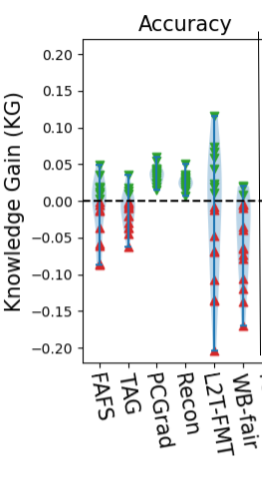 Accuracy
Knowledge Gain (KG)
0.20
0.15
0.10
0.05
0.00
−0.05
−0.10
−0.15
−0.20
FAFS
TAG
PCGrad
Recon
L2T-FMT
WB-fair